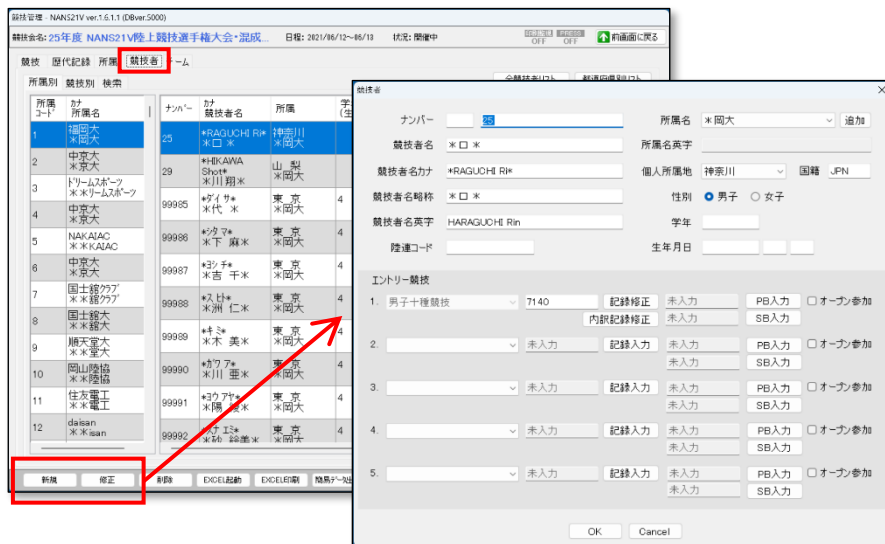 競技管理 - NANS21V ver.1.6.1.1 (DBver.5000)
競技会名: 25年度 NANS21V陸上競技選手権大会・混成… 日程: 2021/06/12~06/13 状況: 開催中 OFF OFF 前画面に戻る
競技 歴代記録 所属 競技者 チーム
所属別 競技別 検索 全競技者リスト 都道府県別リスト
所属コード カナ 所属名
1 福岡大 *岡大
2 中京大 *京大
3 ドリームスポーツ **リームスポーツ
4 中京大 *京大
5 NAKAIAC **KAIAC
6 中京大 *京大
7 国士舘クラブ **舘クラブ
8 国士舘大 **舘大
9 順天堂大 **堂大
10 岡山陸協 **陸協
11 住友電工 **電工
12 daisan **isan
ナンバー カナ 競技者名 所属
25 *RAGUCHI Ri* *口 * 神奈川 *岡大
29 *HIKAWA Shot* *川 翔* 山 梨 *岡大
99985 *ダイ サ* *代 * 東 京 *岡大 4
99986 *シタ マ* *下 麻* 東 京 *岡大 4
99987 *ヨシ チ* *吉 千* 東 京 *岡大 4
99988 *ス ヒト* *洲 仁* 東 京 *岡大 4
99989 *キ ミ* *木 美* 東 京 *岡大 4
99990 *カワ ア* *川 亜* 東 京 *岡大 4
99991 *ヨウ アヤ* *陽 * 東 京 *岡大 4
99992 *スナ エミ* *砂 絵美* 東 京 *岡大 4
新規 修正 削除 EXCEL起動 EXCEL印刷
競技者
ナンバー 25 所属名 *岡大 追加
競技者名 *口 * 所属名英字
競技者名カナ *RAGUCHI Ri* 個人所属地 神奈川 国籍 JPN
競技者名略称 *口 * 性別 男子 女子
競技者名英字 HARAGUCHI Rin 学年
陸連コード 生年月日
エントリー競技
1. 男子十種競技 7140 記録修正 未入力 PB入力 オープン参加
内訳記録修正 未入力 SB入力
2. 未入力 記録入力 未入力 PB入力 オープン参加
未入力 SB入力
3. 未入力 記録入力 未入力 PB入力 オープン参加
未入力 SB入力
4. 未入力 記録入力 未入力 PB入力 オープン参加
未入力 SB入力
5. 未入力 記録入力 未入力 PB入力 オープン参加
未入力 SB入力
OK Cancel